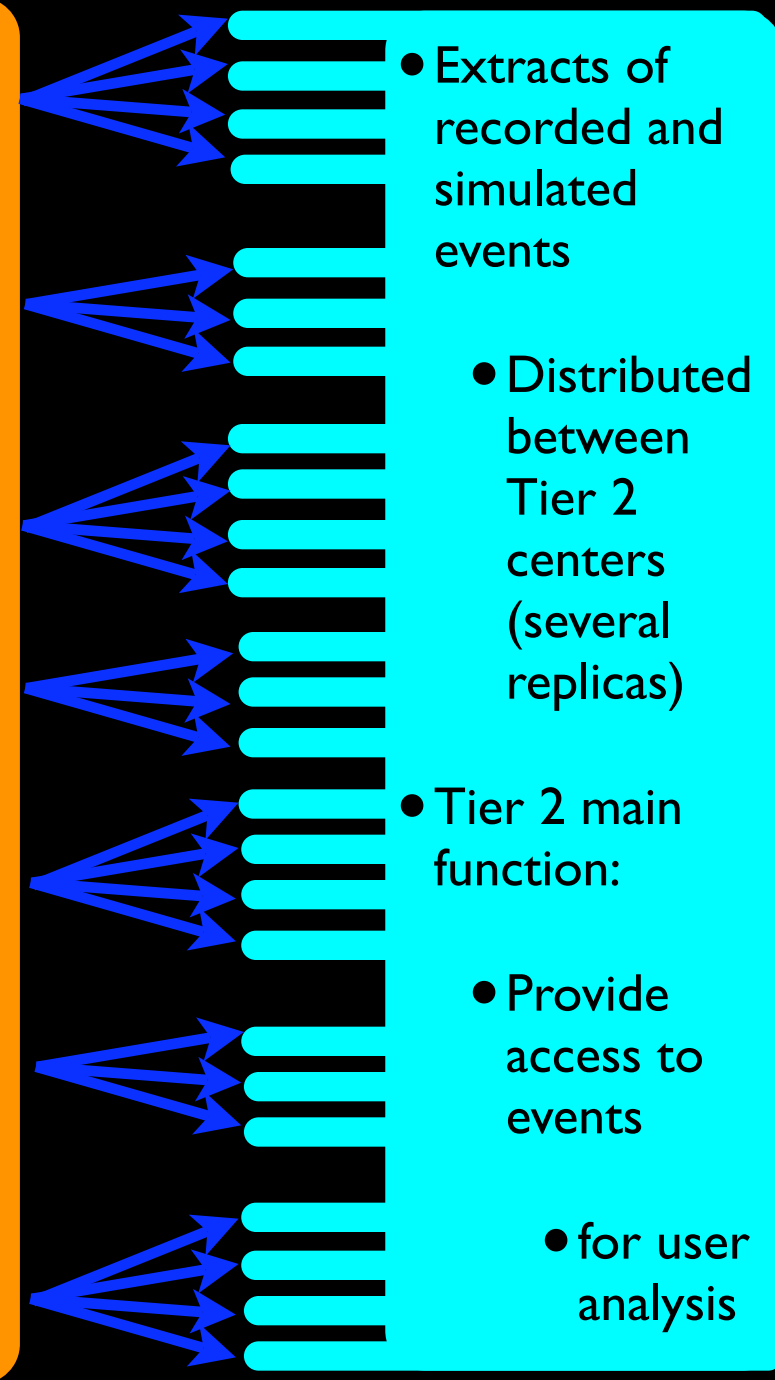 • Extracts of
recorded and
simulated
events
• Distributed
between
Tier 2
centers
(several
replicas)
• Tier 2 main
function:
• Provide
access to
events
• for user
analysis